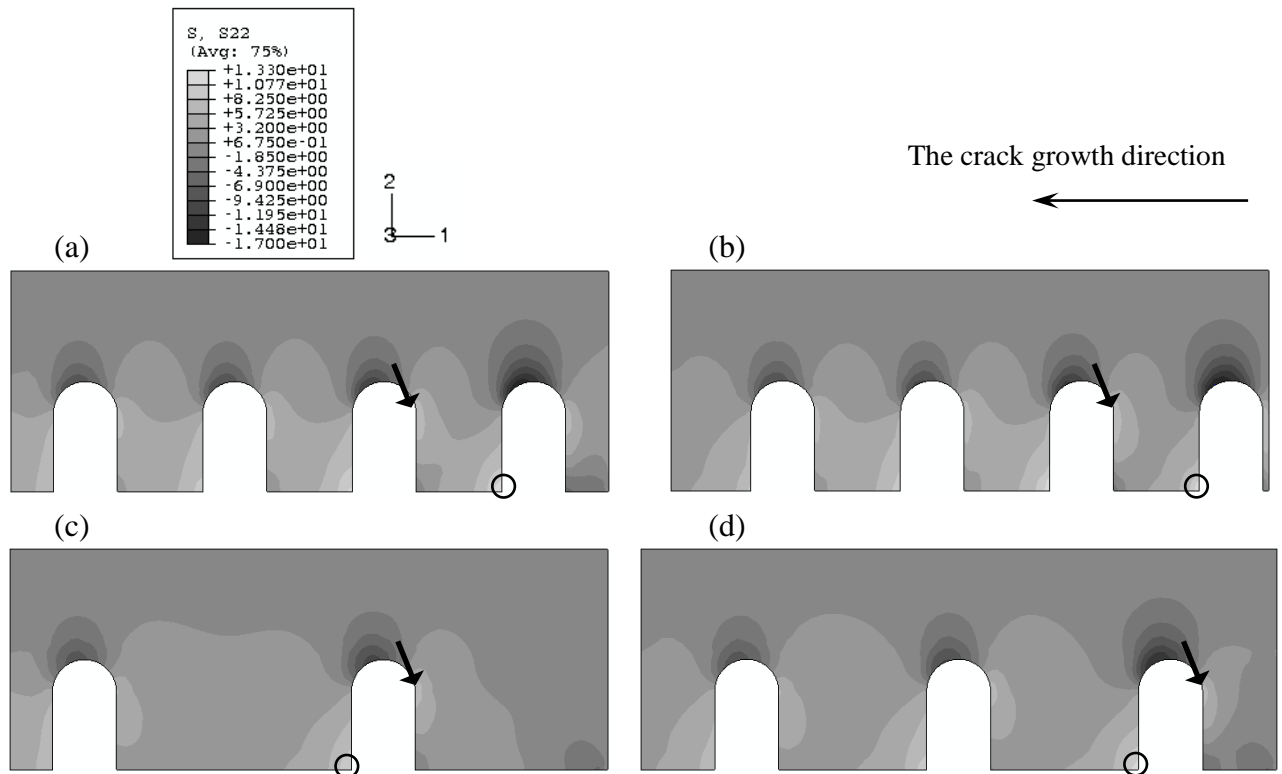 S, S22
(Avg: 75%)
+1.330e+01
+1.077e+01
+8.250e+00
+5.725e+00
+3.200e+00
+6.750e-01
-1.850e+00
-4.375e+00
-6.900e+00
-9.425e+00
-1.195e+01
-1.448e+01
-1.700e+01
2
3
1
The crack growth direction
(a)
(b)
(c)
(d)